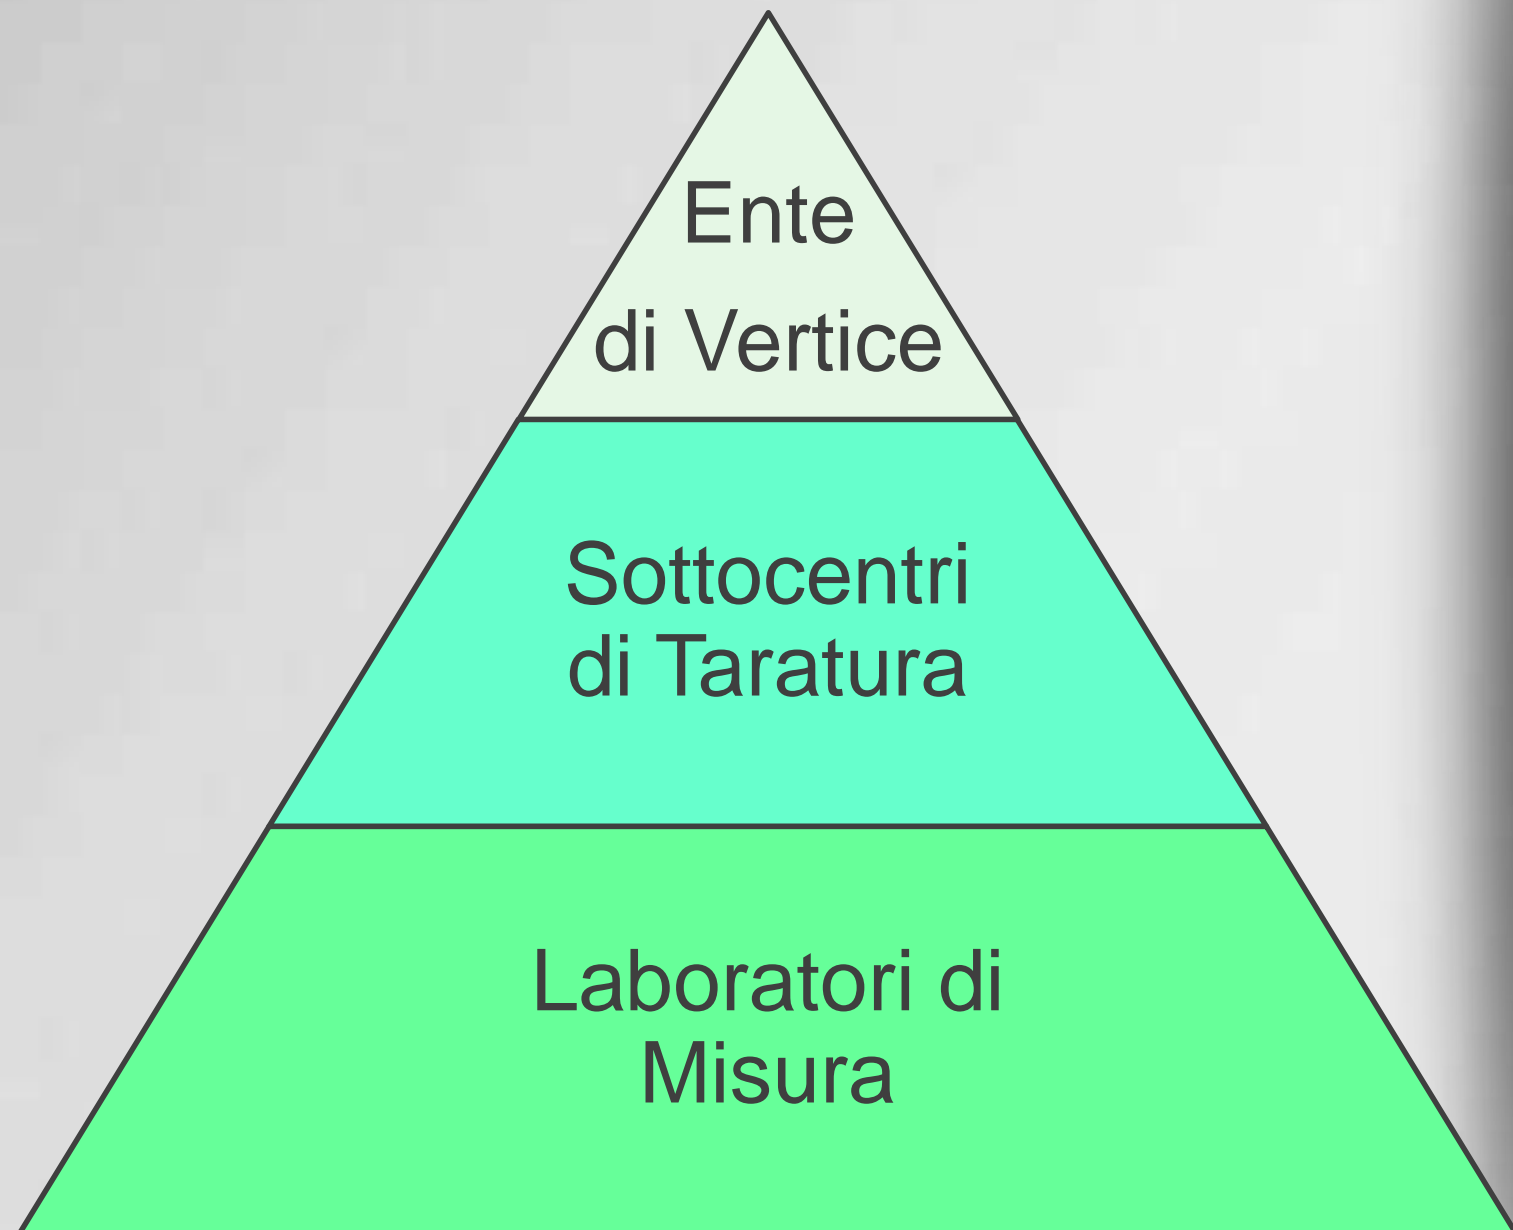 Ente
di Vertice
Sottocentri
di Taratura
Laboratori di
Misura